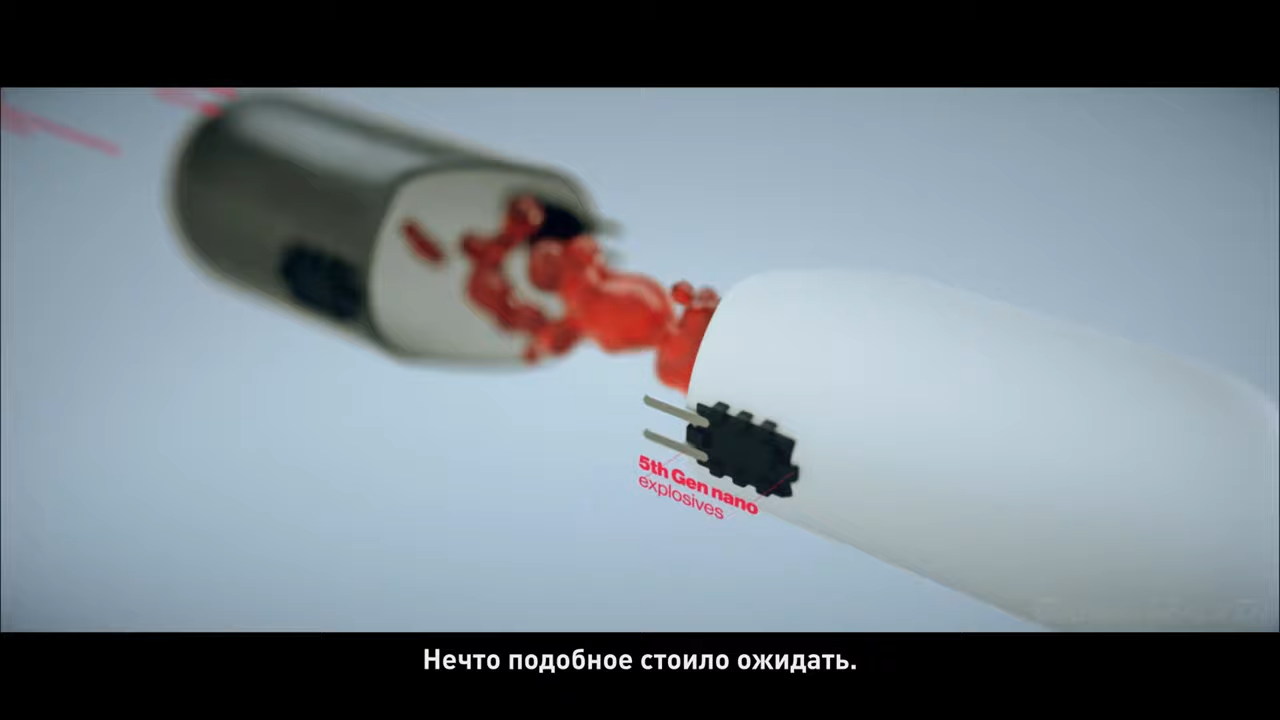 5th Gen nano
explosives
Нечто подобное стоило ожидать.